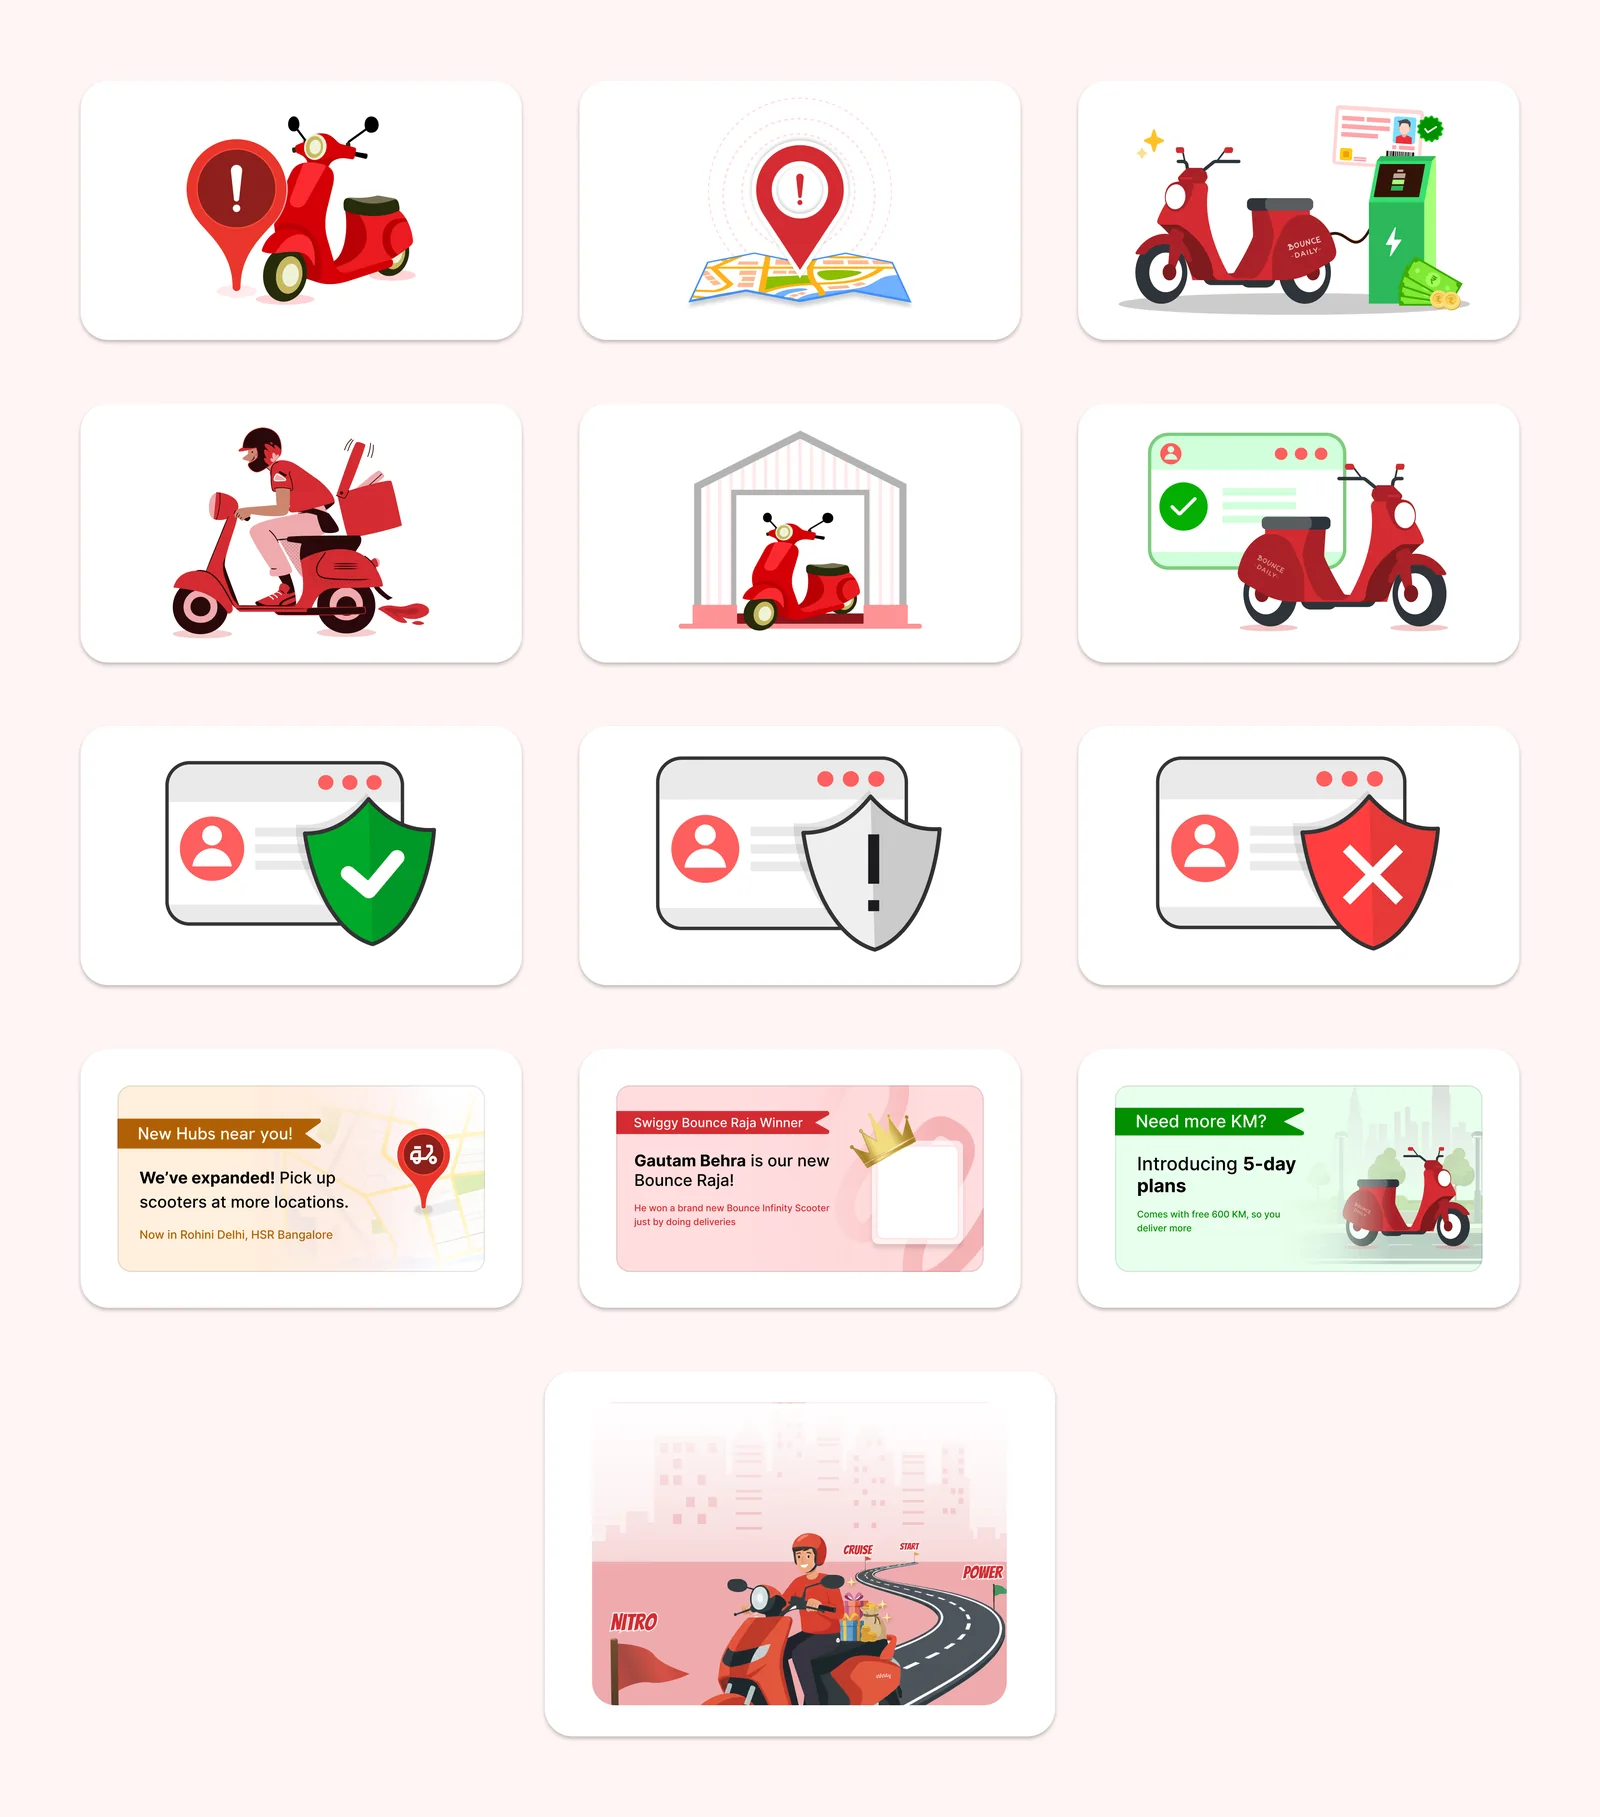 BOUNCE
-DAILY-
BOUNCE
DAILY.
New Hubs near you!
We've expanded! Pick up
scooters at more locations.
Now in Rohini Delhi, HSR Bangalore
Swiggy Bounce Raja Winner
Gautam Behra is our new
Bounce Raja!
He won a brand new Bounce Infinity Scooter
just by doing deliveries
Need more KM?
Introducing 5-day
plans
Comes with free 600 KM, so you
deliver more
BOUNCE
DAILY.
CRUISE
START
POWER
NITRO